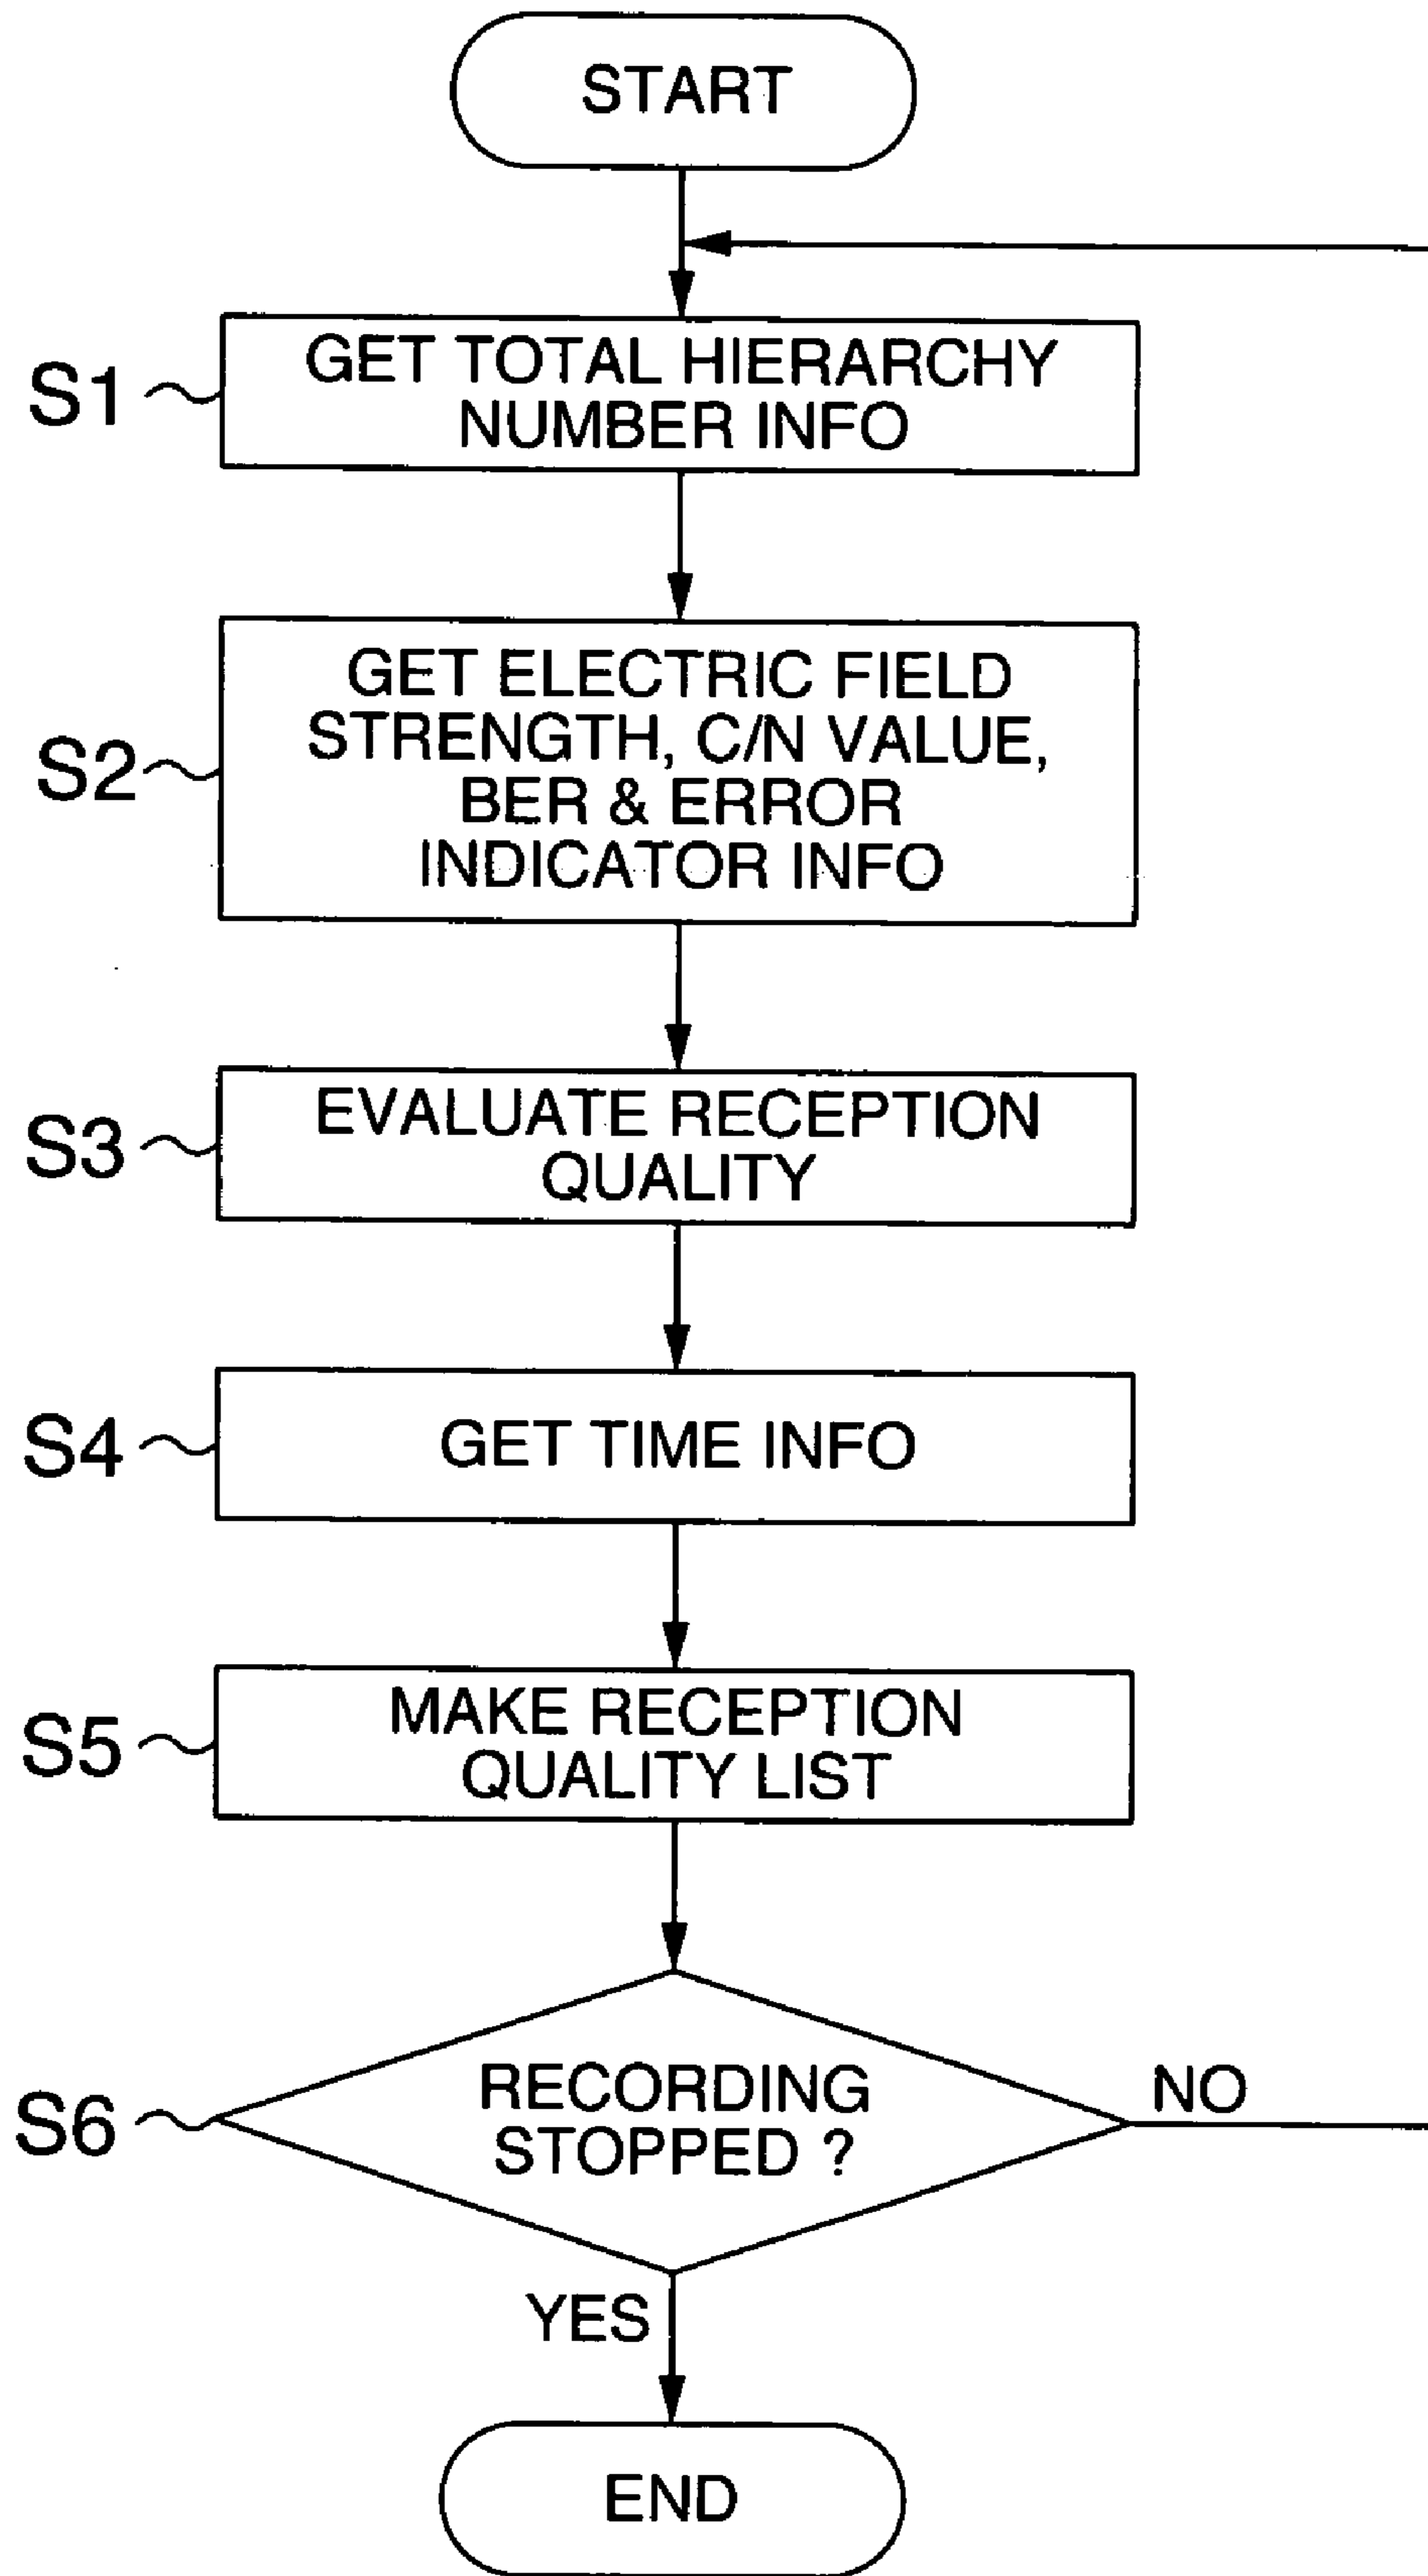 START
S1
GET TOTAL HIERARCHY
NUMBER INFO
S2
GET ELECTRIC FIELD
STRENGTH, C/N VALUE,
BER & ERROR
INDICATOR INFO
S3
EVALUATE RECEPTION
QUALITY
S4
GET TIME INFO
S5
MAKE RECEPTION
QUALITY LIST
S6
RECORDING
STOPPED ?
NO
YES
END